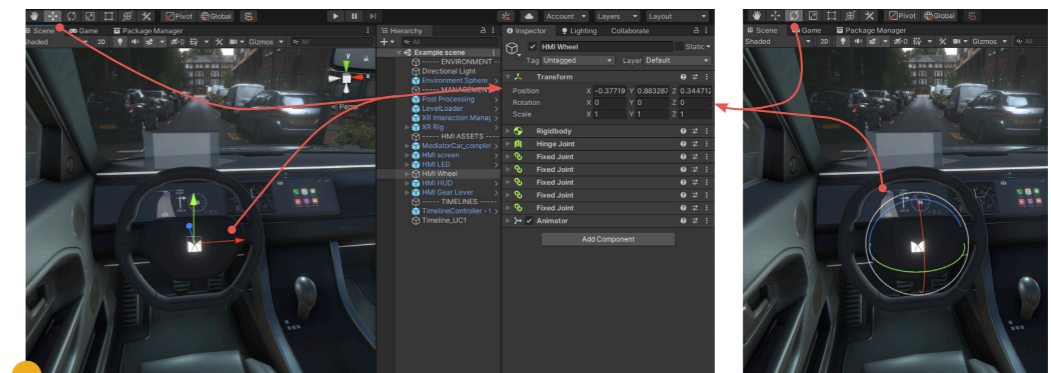 Pivot Global
Account Layers Layout
Scene Game Package Manager
Shaded 2D 0 Gizmos All
y
x
Persp
Hierarchy
All
Example scene
----- ENVIRONMENT --
Directional Light
Environment Sphere
----- MANAGEMENT
Post Processing
LevelLoader
XR Interaction Manag
XR Rig
----- HMI ASSETS ----
MediatorCar_complet
HMI screen
HMI LED
HMI Wheel
HMI HUD
HMI Gear Lever
----- TIMELINES -----
TimelineController - 1
Timeline_UC1
Inspector Lighting Collaborate
HMI Wheel Static
Tag Untagged Layer Default
Transform
Position X -0.37719 Y 0.883287 Z 0.344712
Rotation X 0 Y 0 Z 0
Scale X 1 Y 1 Z 1
Rigidbody
Hinge Joint
Fixed Joint
Fixed Joint
Fixed Joint
Fixed Joint
Fixed Joint
Animator
Add Component
Pivot Global
Scene Game Package Manager
Shaded 2D 0 Gizmos All